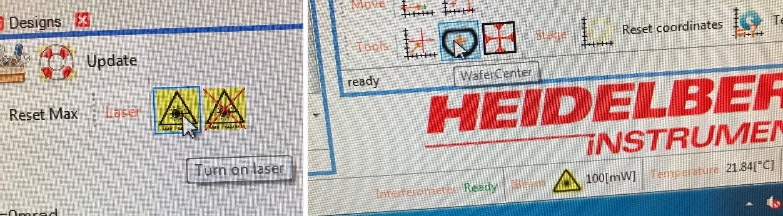 Designs
Update
Reset Max Laser
Turn on laser
Move
Tools
Stage
Reset coordinates
ready
WaferCenter
HEIDELBER
INSTRUMEN
Interferometer Ready
100[mW]
Temperature 21.84[°C]